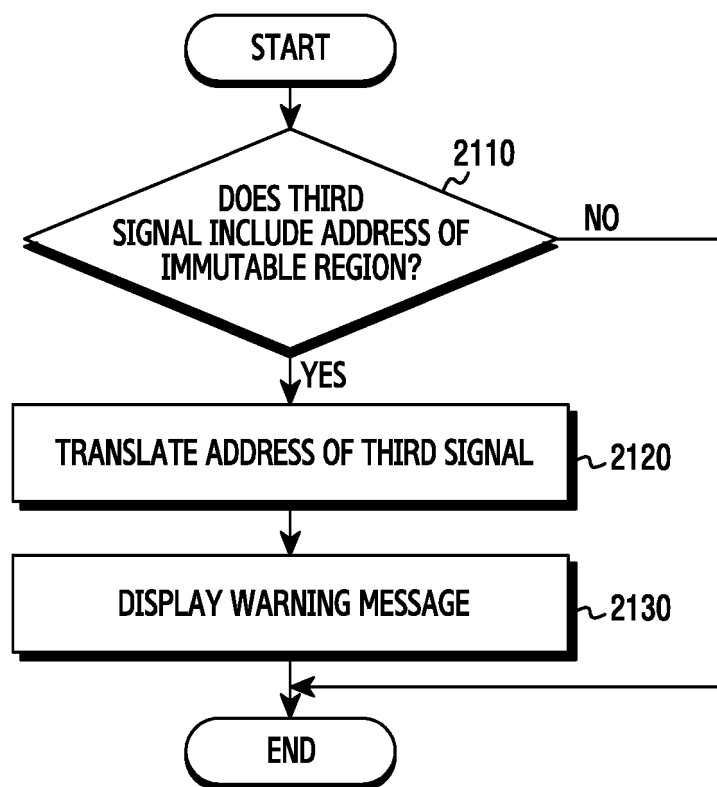 START
2110
DOES THIRD
SIGNAL INCLUDE ADDRESS OF
IMMUTABLE REGION?
NO
YES
TRANSLATE ADDRESS OF THIRD SIGNAL
2120
DISPLAY WARNING MESSAGE
2130
END